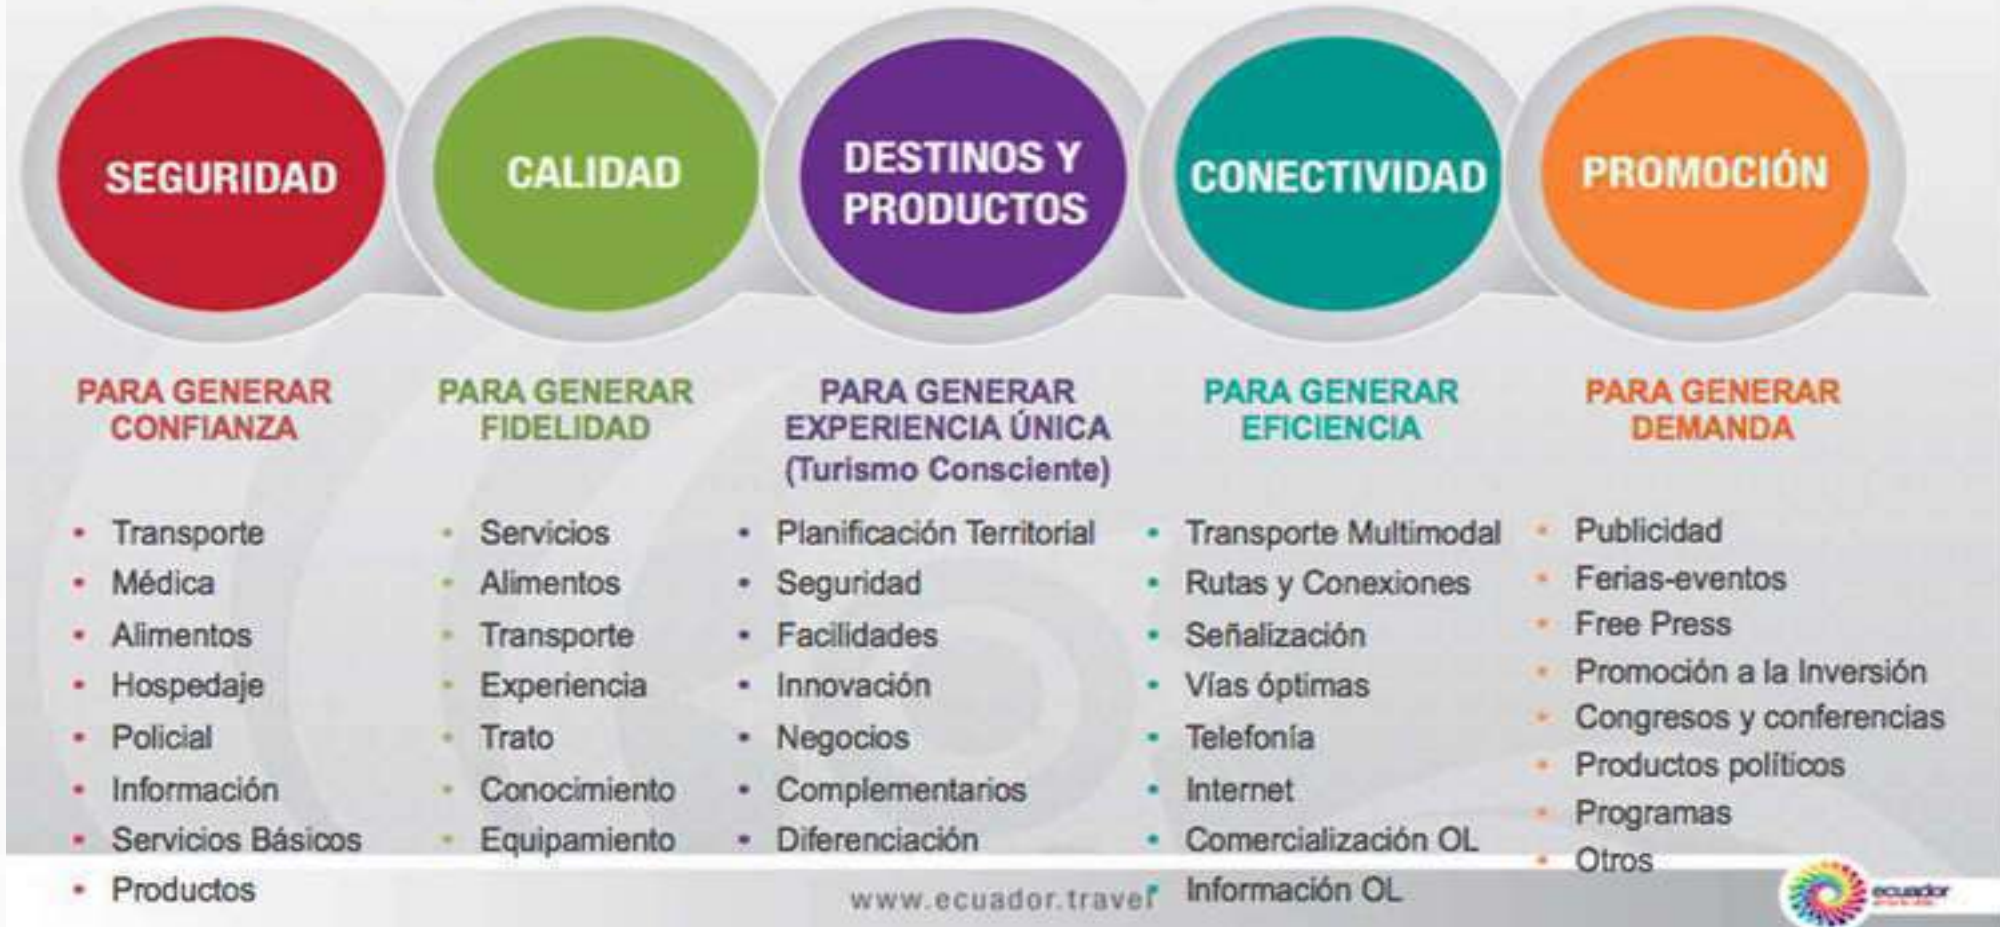 SEGURIDAD
PARA GENERAR
CONFIANZA
Transporte
Médica
Alimentos
Hospedaje
Policial
Información
Servicios Básicos
Productos
CALIDAD
PARA GENERAR
FIDELIDAD
Servicios
Alimentos
Transporte
Experiencia
Trato
Conocimiento
Equipamiento
DESTINOS Y
PRODUCTOS
PARA GENERAR
EXPERIENCIA ÚNICA
(Turismo Consciente)
Planificación Territorial
Seguridad
Facilidades
Innovación
Negocios
Complementarios
Diferenciación
CONECTIVIDAD
PARA GENERAR
EFICIENCIA
Transporte Multimodal
Rutas y Conexiones
Señalización
Vías óptimas
Telefonía
Internet
Comercialización OL
Información OL
PROMOCIÓN
PARA GENERAR
DEMANDA
Publicidad
Ferias-eventos
Free Press
Promoción a la Inversión
Congresos y conferencias
Productos políticos
Programas
Otros
www.ecuador.travel
ecuador